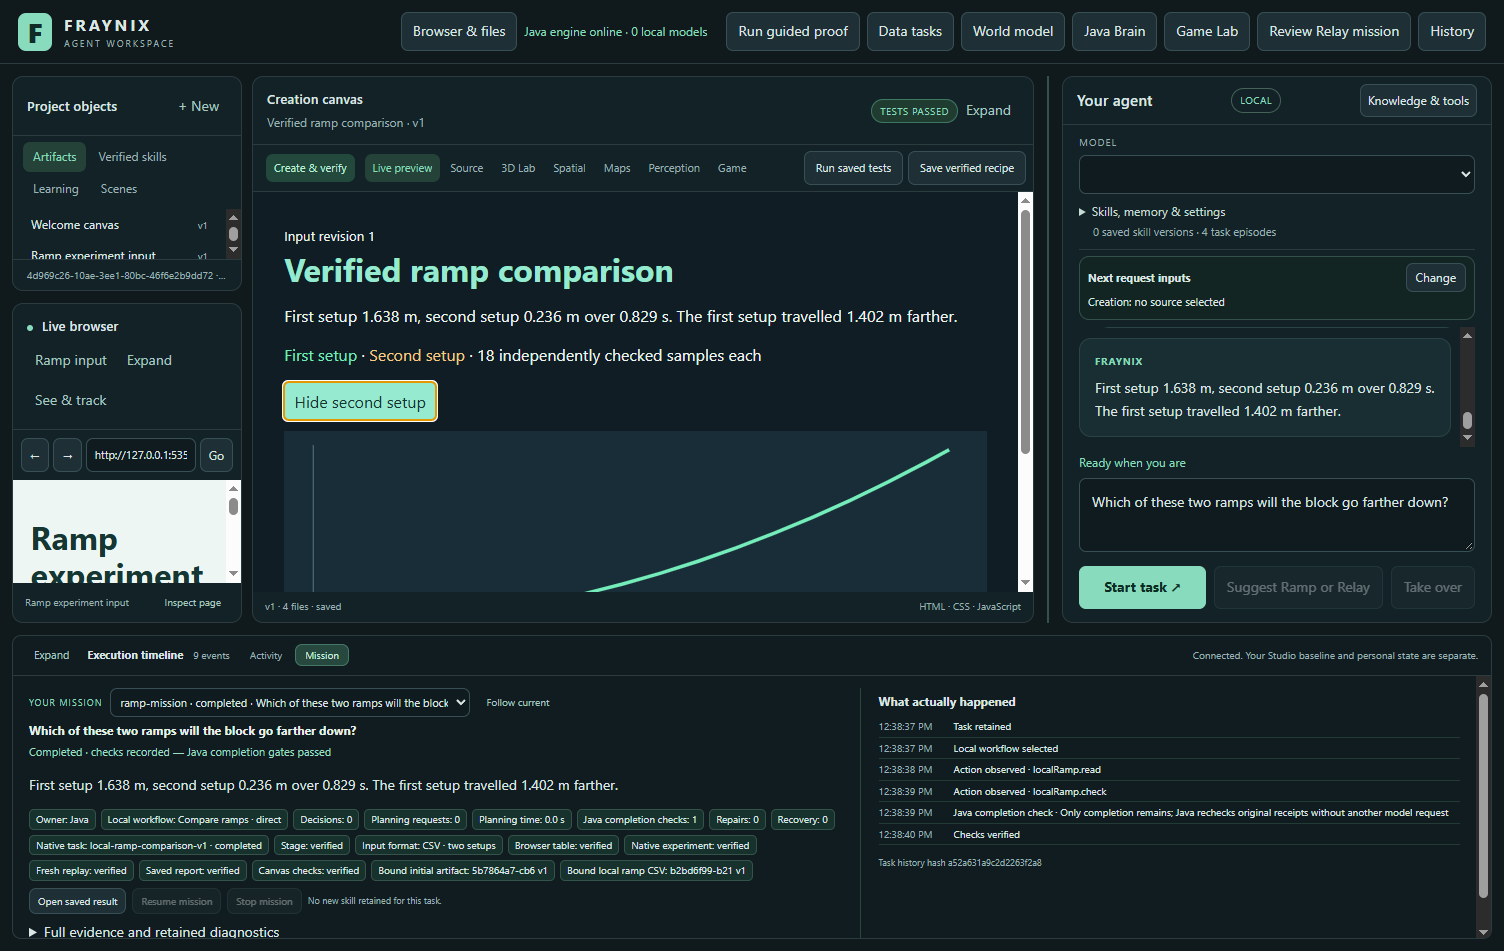 F
FRAYNIX
AGENT WORKSPACE
Browser & files
Java engine online · 0 local models
Run guided proof
Data tasks
World model
Java Brain
Game Lab
Review Relay mission
History
Project objects
+ New
Artifacts
Verified skills
Learning
Scenes
Welcome canvas v1
Ramp experiment input v1
4d969c26-10ae-3ee1-80bc-46f6e2b9dd72 ·...
Live browser
Ramp input
Expand
See & track
←
→
http://127.0.0.1:535
Go
Ramp
experiment
Ramp experiment input
Inspect page
Creation canvas
Verified ramp comparison · v1
TESTS PASSED
Expand
Create & verify
Live preview
Source
3D Lab
Spatial
Maps
Perception
Game
Run saved tests
Save verified recipe
Input revision 1
Verified ramp comparison
First setup 1.638 m, second setup 0.236 m over 0.829 s. The first setup travelled 1.402 m farther.
First setup · Second setup · 18 independently checked samples each
Hide second setup
v1 · 4 files · saved
HTML · CSS · JavaScript
Your agent
LOCAL
Knowledge & tools
MODEL
Skills, memory & settings
0 saved skill versions · 4 task episodes
Next request inputs
Change
Creation: no source selected
FRAYNIX
First setup 1.638 m, second setup 0.236 m over 0.829 s.
The first setup travelled 1.402 m farther.
Ready when you are
Which of these two ramps will the block go farther down?
Start task ↗
Suggest Ramp or Relay
Take over
Expand
Execution timeline
9 events
Activity
Mission
Connected. Your Studio baseline and personal state are separate.
YOUR MISSION
ramp-mission · completed · Which of these two ramps will the block
Follow current
Which of these two ramps will the block go farther down?
Completed · checks recorded — Java completion gates passed
First setup 1.638 m, second setup 0.236 m over 0.829 s. The first setup travelled 1.402 m farther.
Owner: Java
Local workflow: Compare ramps · direct
Decisions: 0
Planning requests: 0
Planning time: 0.0 s
Java completion checks: 1
Repairs: 0
Recovery: 0
Native task: local-ramp-comparison-v1 · completed
Stage: verified
Input format: CSV · two setups
Browser table: verified
Native experiment: verified
Fresh replay: verified
Saved report: verified
Canvas checks: verified
Bound initial artifact: 5b7864a7-cb6 v1
Bound local ramp CSV: b2bd6f99-b21 v1
Open saved result
Resume mission
Stop mission
No new skill retained for this task.
Full evidence and retained diagnostics
What actually happened
12:38:37 PM Task retained
12:38:37 PM Local workflow selected
12:38:38 PM Action observed · localRamp.read
12:38:39 PM Action observed · localRamp.check
12:38:39 PM Java completion check · Only completion remains; Java rechecks original receipts without another model request
12:38:40 PM Checks verified
Task history hash a52a631a9c2d2263f2a8